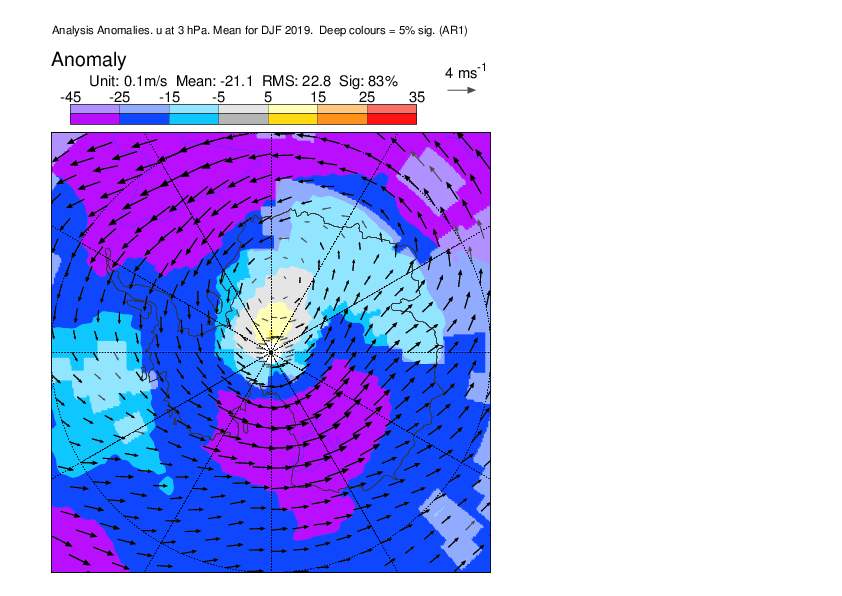 Analysis Anomalies. u at 3 hPa. Mean for DJF 2019.  Deep colours = 5% sig. (AR1)
Anomaly
4 ms-1
Unit: 0.1m/s  Mean: -21.1  RMS: 22.8  Sig: 83%
-45 -25 -15 -5 5 15 25 35